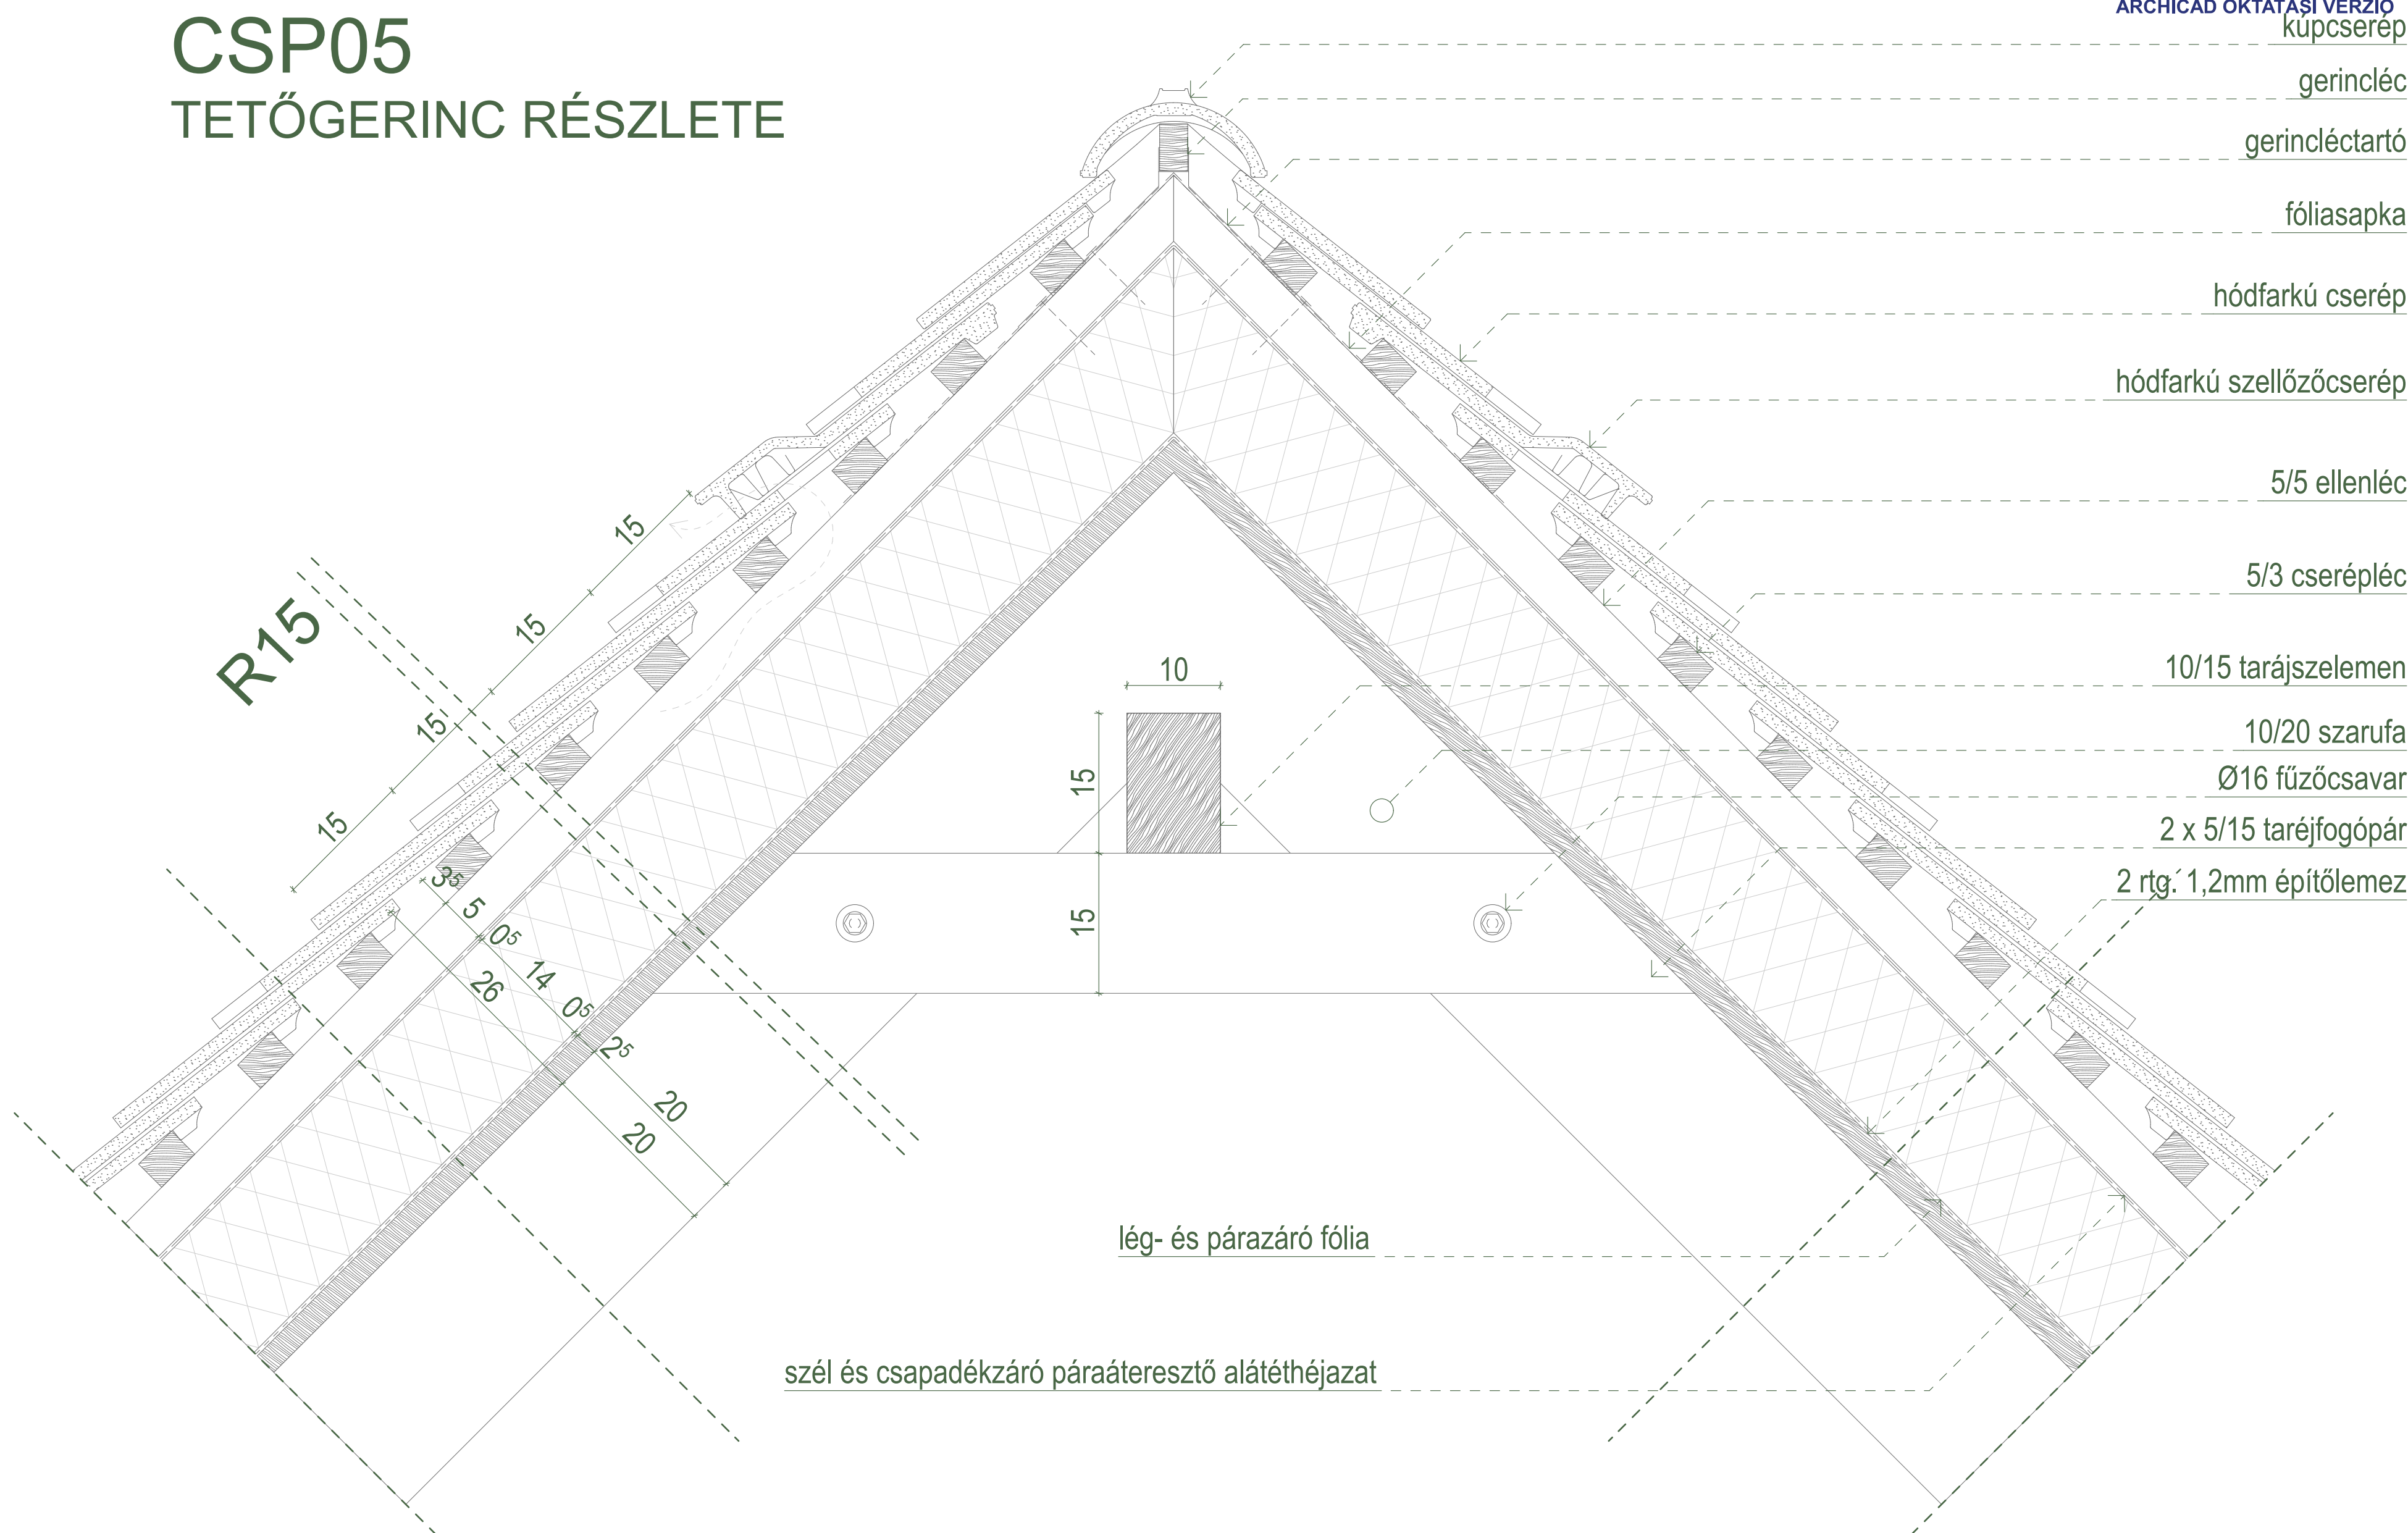 CSP05
TETŐGERINC RÉSZLETE
ARCHICAD OKTATÁSI VERZIÓ
kúpcserép
gerincléc
gerincléctartó
fóliasapka
hódfarkú cserép
hódfarkú szellőzőcserép
5/5 ellenléc
5/3 cserépléc
10/15 tarájszelemen
10/20 szarufa
Ø16 fűzőcsavar
2 x 5/15 taréjfogópár
2 rtg. 1,2mm építőlemez
R15
15
15
15
15
10
15
15
3⁵
5
0⁵
14
0⁵
2⁵
20
26
20
lég- és párazáró fólia
szél és csapadékzáró páraáteresztő alátéthéjazat